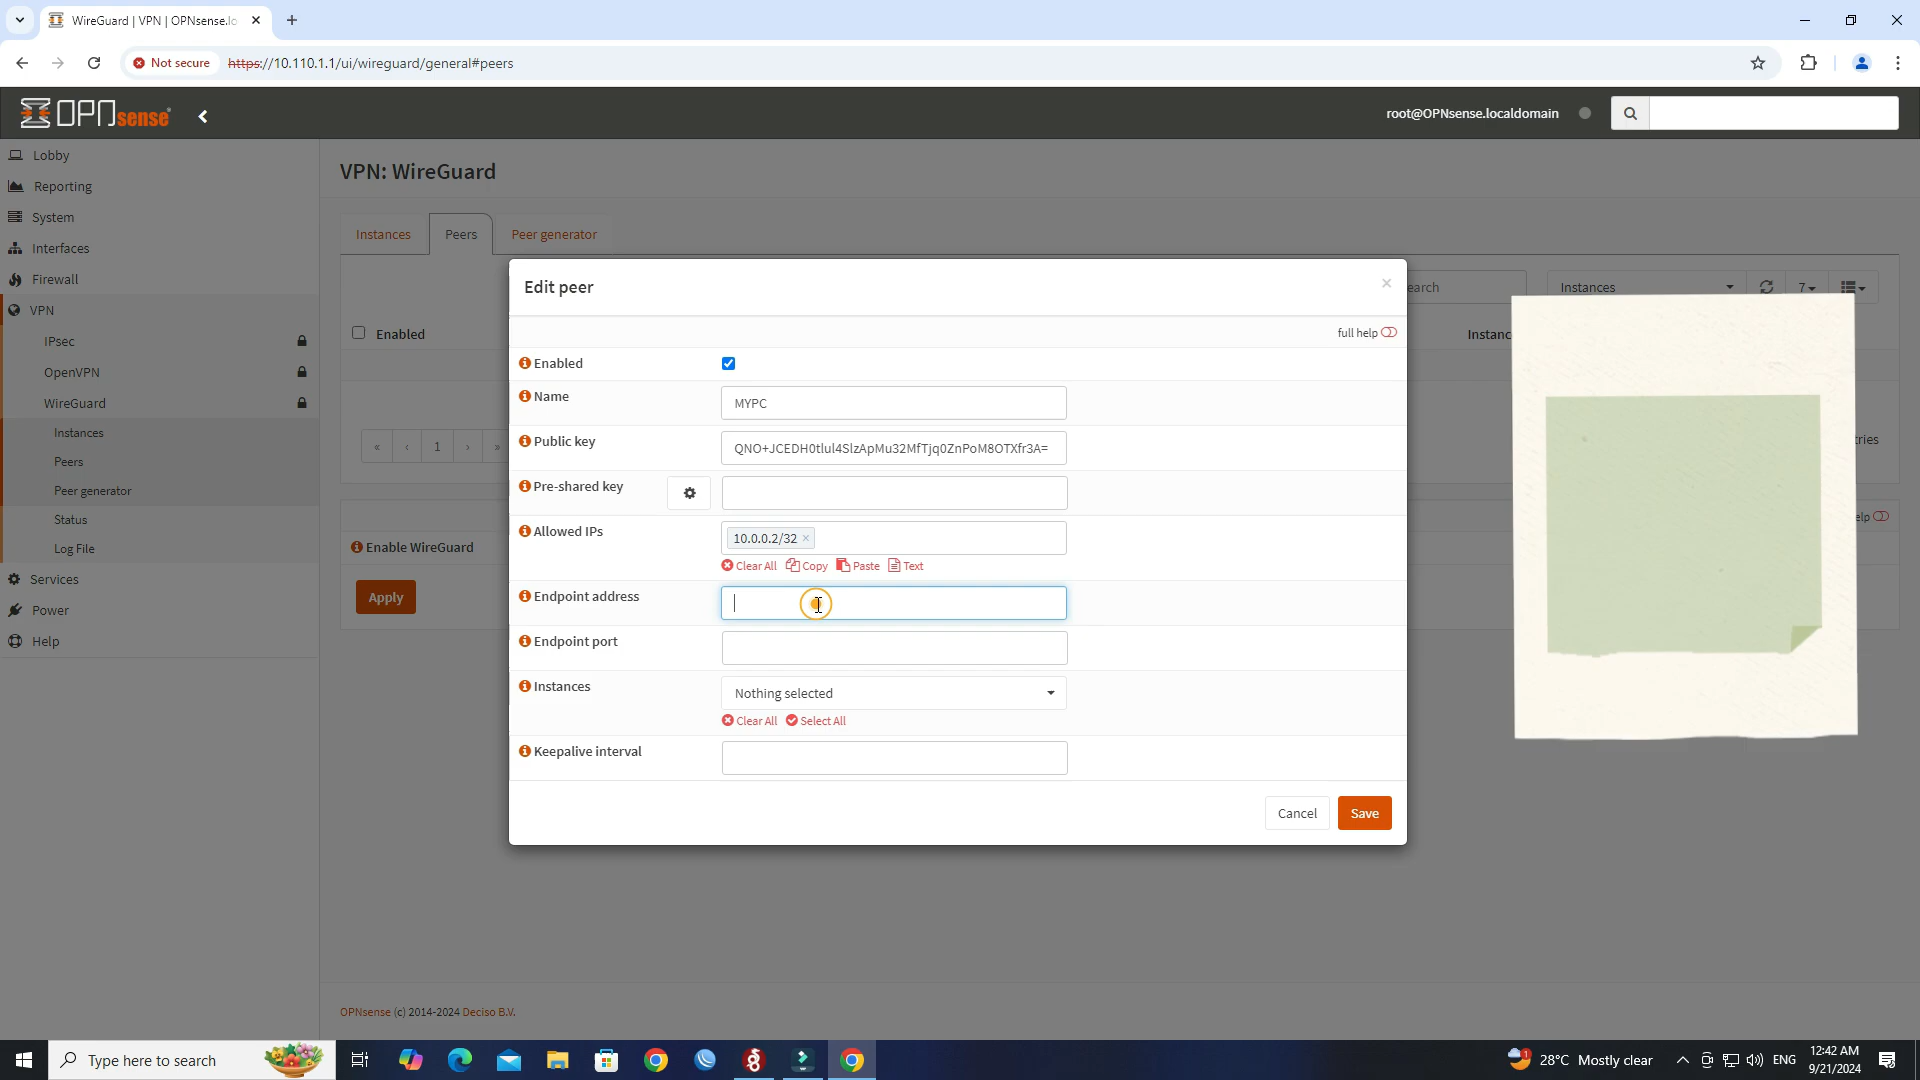 WireGuard | VPN | OPNsense.lo
Not secure
https://10.110.1.1/ui/wireguard/general#peers
OPNsense
root@OPNsense.localdomain
Lobby
Reporting
System
Interfaces
Firewall
VPN
IPsec
OpenVPN
WireGuard
Instances
Peers
Peer generator
Status
Log File
Services
Power
Help
VPN: WireGuard
Instances
Peers
Peer generator
earch
Instances
7
Enabled
Instanc
« ‹ 1 › »
tries
elp
Enable WireGuard
Apply
Edit peer
×
full help
Enabled
Name
MYPC
Public key
QNO+JCEDH0tlul4SlzApMu32MfTjq0ZnPoM8OTXfr3A=
Pre-shared key
Allowed IPs
10.0.0.2/32 ×
Clear All Copy Paste Text
Endpoint address
Endpoint port
Instances
Nothing selected
Clear All Select All
Keepalive interval
Cancel
Save
OPNsense (c) 2014-2024 Deciso B.V.
Type here to search
28°C Mostly clear
ENG
12:42 AM
9/21/2024